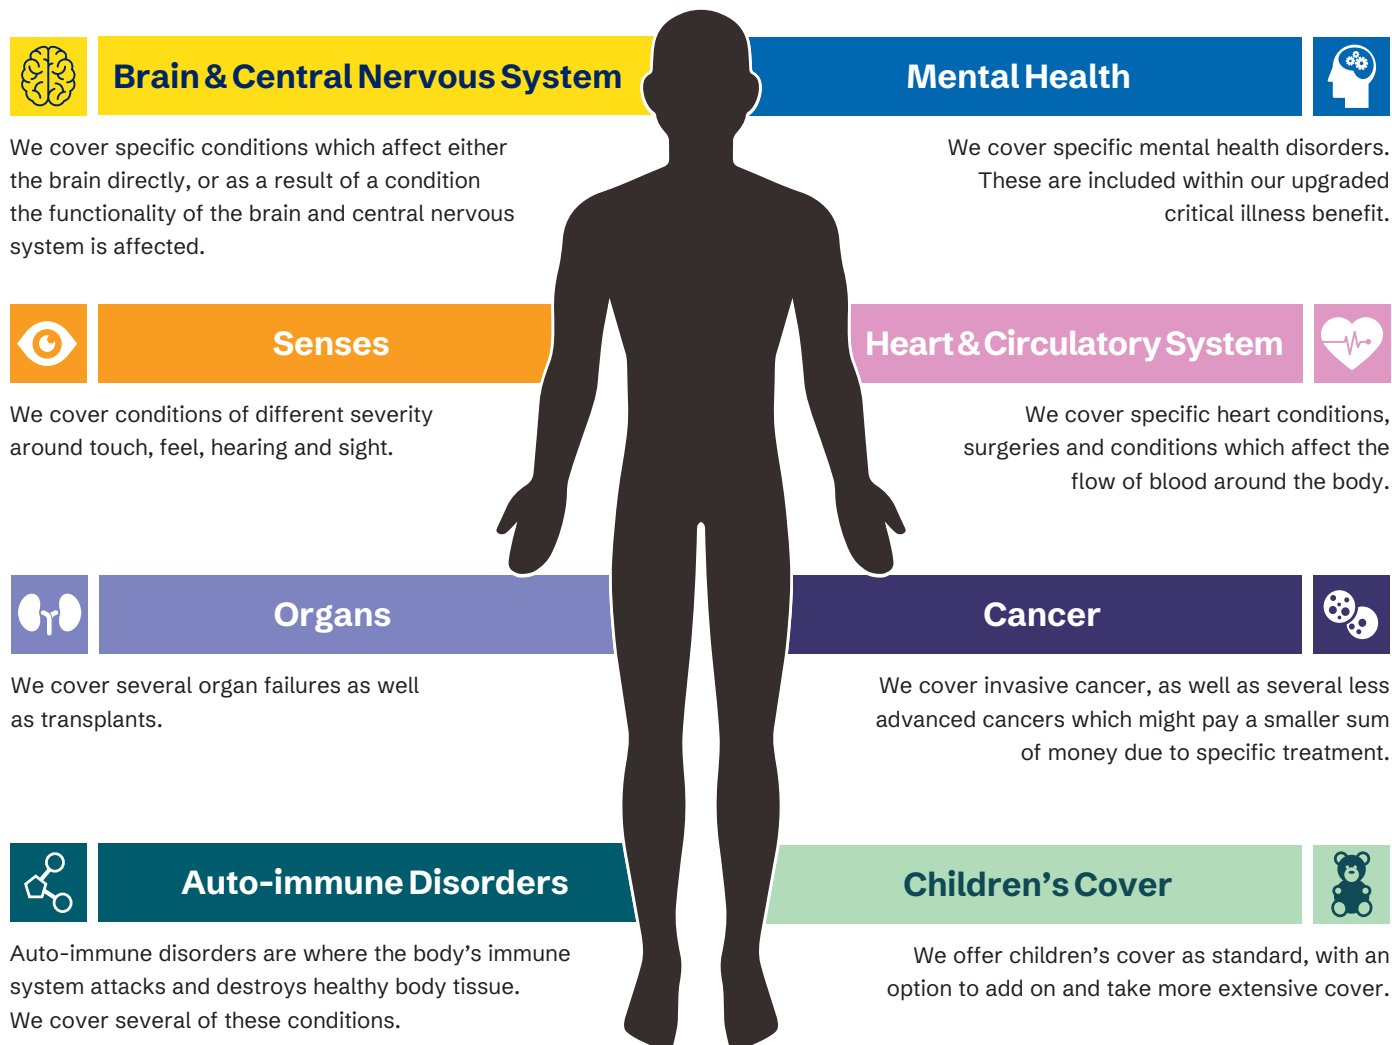 Brain & Central Nervous System
We cover specific conditions which affect either
the brain directly, or as a result of a condition
the functionality of the brain and central nervous
system is affected.
Mental Health
We cover specific mental health disorders.
These are included within our upgraded
critical illness benefit.
Senses
We cover conditions of different severity
around touch, feel, hearing and sight.
Heart & Circulatory System
We cover specific heart conditions,
surgeries and conditions which affect the
flow of blood around the body.
Organs
We cover several organ failures as well
as transplants.
Cancer
We cover invasive cancer, as well as several less
advanced cancers which might pay a smaller sum
of money due to specific treatment.
Auto-immune Disorders
Auto-immune disorders are where the body’s immune
system attacks and destroys healthy body tissue.
We cover several of these conditions.
Children’s Cover
We offer children’s cover as standard, with an
option to add on and take more extensive cover.